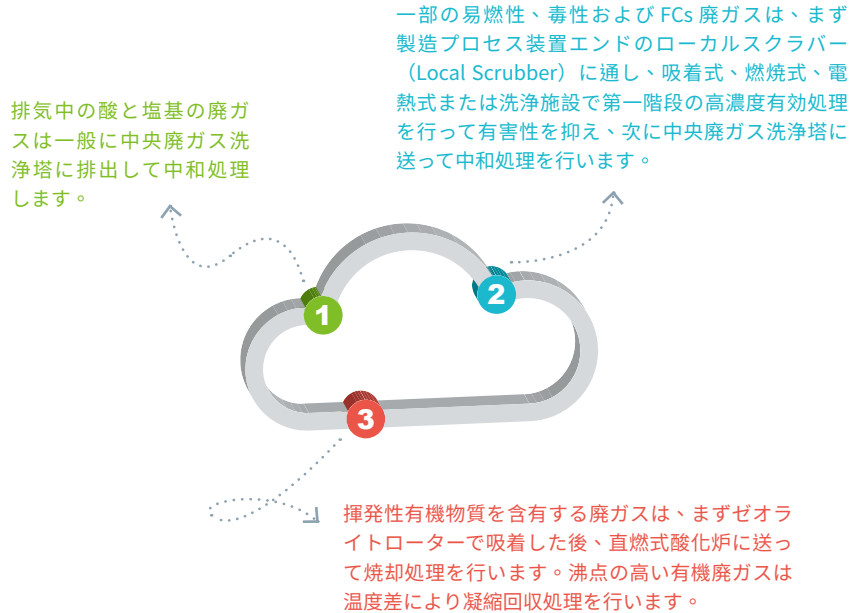 一部の易燃性、毒性および FCs 廃ガスは、まず
製造プロセス装置エンドのローカルスクラバー
（Local Scrubber）に通し、吸着式、燃焼式、電
熱式または洗浄施設で第一階段の高濃度有効処理
を行って有害性を抑え、次に中央廃ガス洗浄塔に
送って中和処理を行います。
排気中の酸と塩基の廃ガ
スは一般に中央廃ガス洗
浄塔に排出して中和処理
します。
1
2
3
揮発性有機物質を含有する廃ガスは、まずゼオラ
イトローターで吸着した後、直燃式酸化炉に送っ
て焼却処理を行います。沸点の高い有機廃ガスは
温度差により凝縮回収処理を行います。